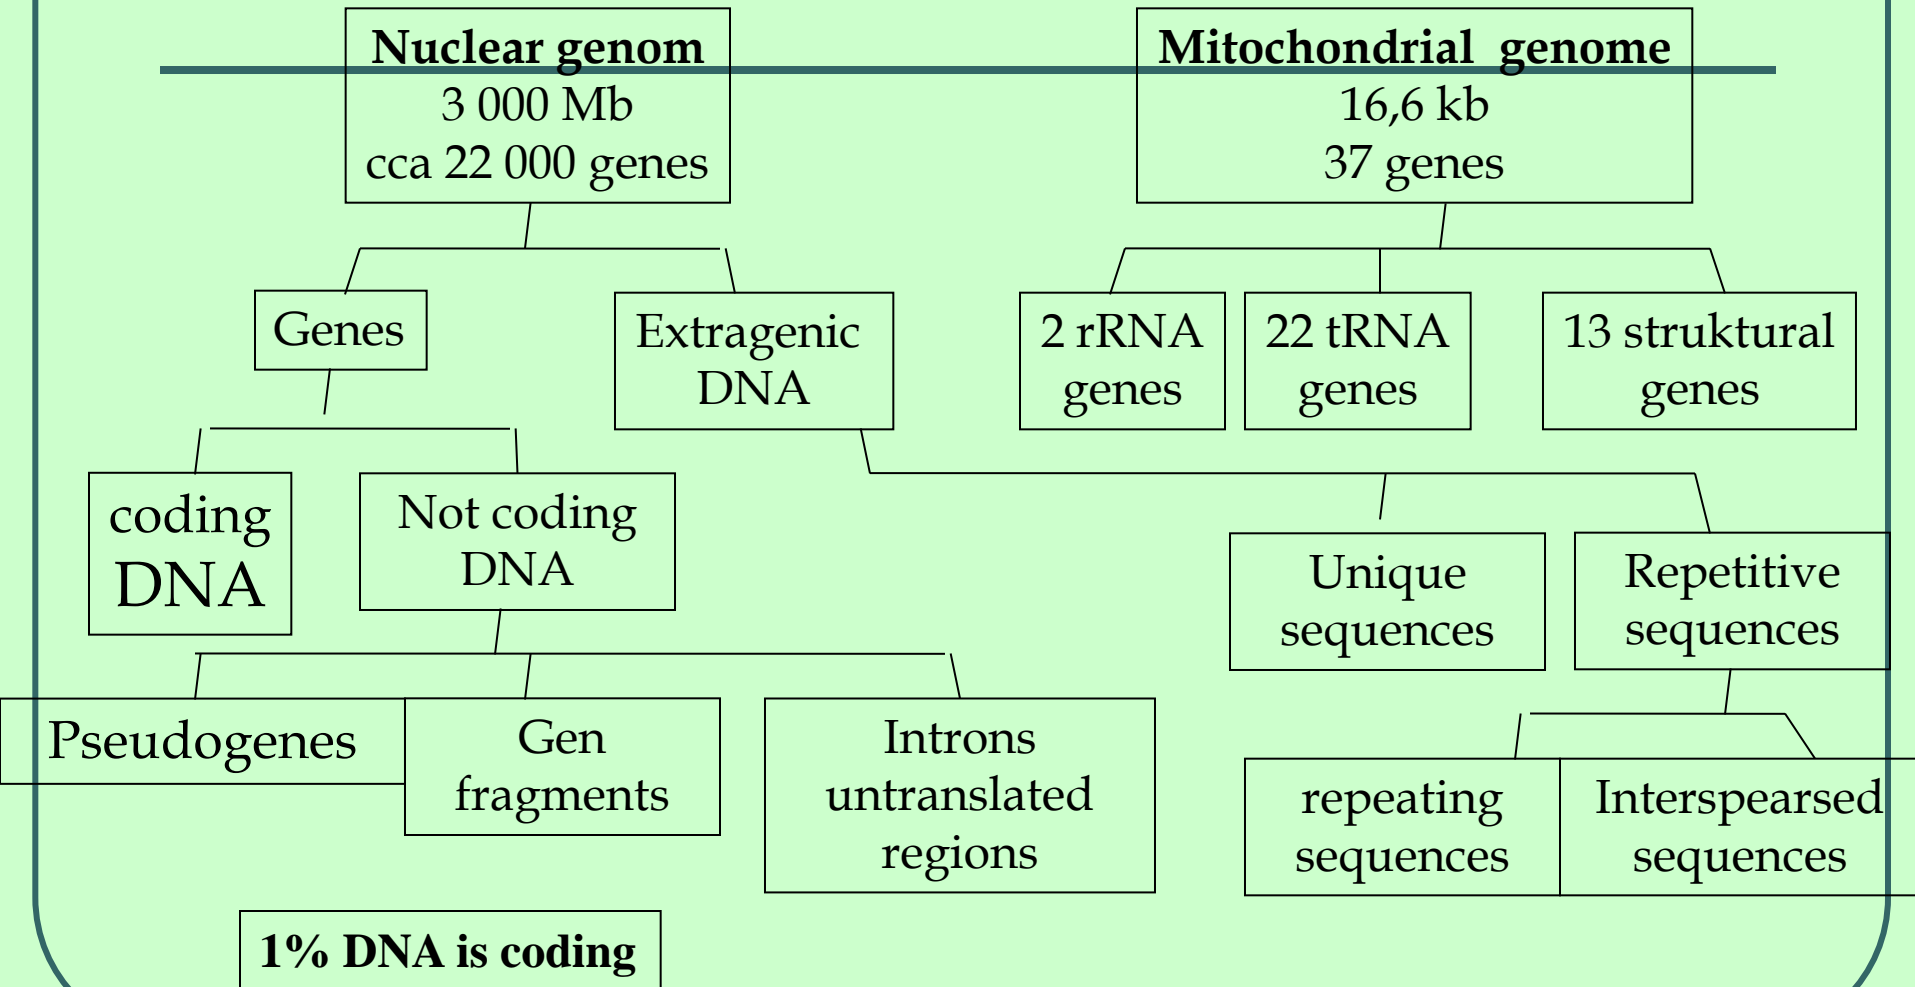 Nuclear genom
3 000 Mb
cca 22 000 genes
Mitochondrial genome
16,6 kb
37 genes
Genes
Extragenic
DNA
2 rRNA
genes
22 tRNA
genes
13 struktural
genes
coding
DNA
Not coding
DNA
Unique
sequences
Repetitive
sequences
Pseudogenes
Gen
fragments
Introns
untranslated
regions
repeating
sequences
Interspearsed
sequences
1% DNA is coding